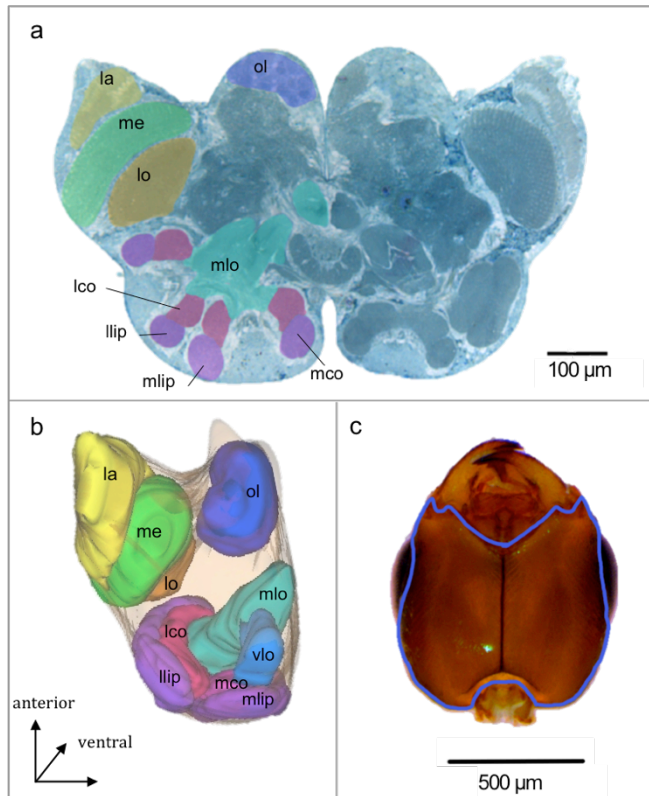 a
la
ol
me
lo
mlo
lco
llip
mlip
mco
100 µm
b
la
ol
me
lo
mlo
lco
vlo
llip
mco
mlip
anterior
ventral
c
500 µm